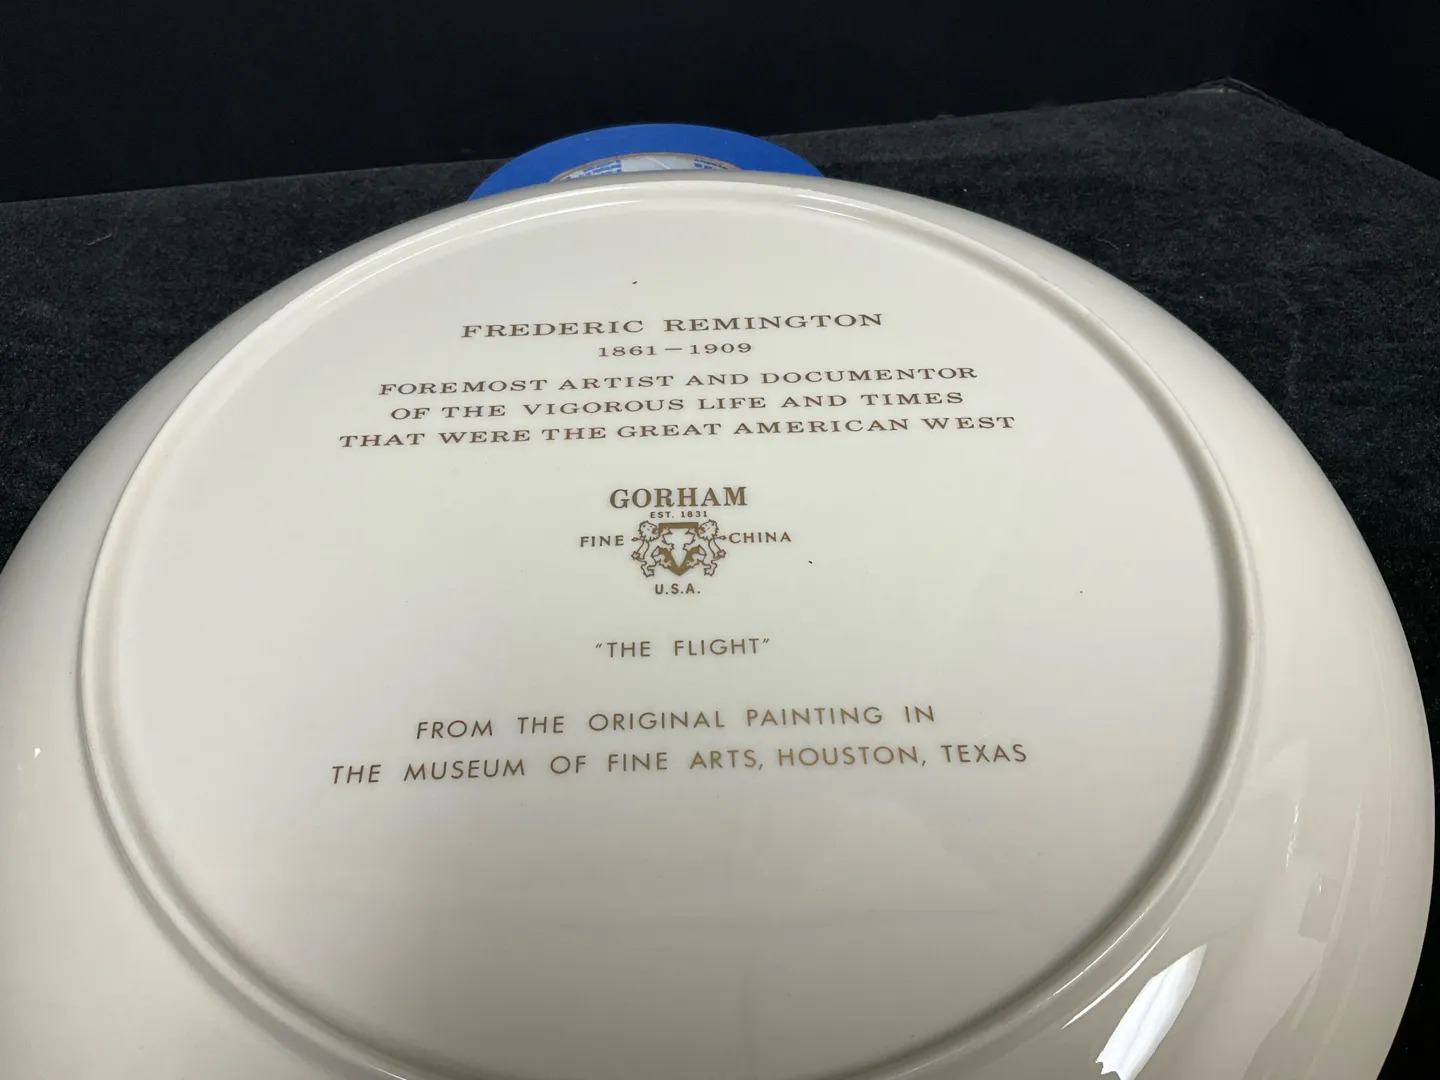 FREDERIC REMINGTON
1861–1909
FOREMOST ARTIST AND DOCUMENTOR
OF THE VIGOROUS LIFE AND TIMES
THAT WERE THE GREAT AMERICAN WEST
GORHAM
EST. 1831
FINE CHINA
U.S.A.
"THE FLIGHT"
FROM THE ORIGINAL PAINTING IN
THE MUSEUM OF FINE ARTS, HOUSTON, TEXAS